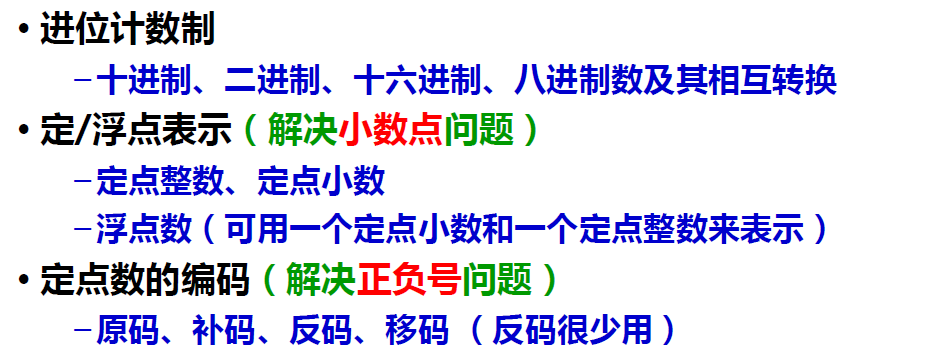 • 进位计数制
–十进制、二进制、十六进制、八进制数及其相互转换
• 定/浮点表示（解决小数点问题）
–定点整数、定点小数
–浮点数（可用一个定点小数和一个定点整数来表示）
• 定点数的编码（解决正负号问题）
–原码、补码、反码、移码 （反码很少用）